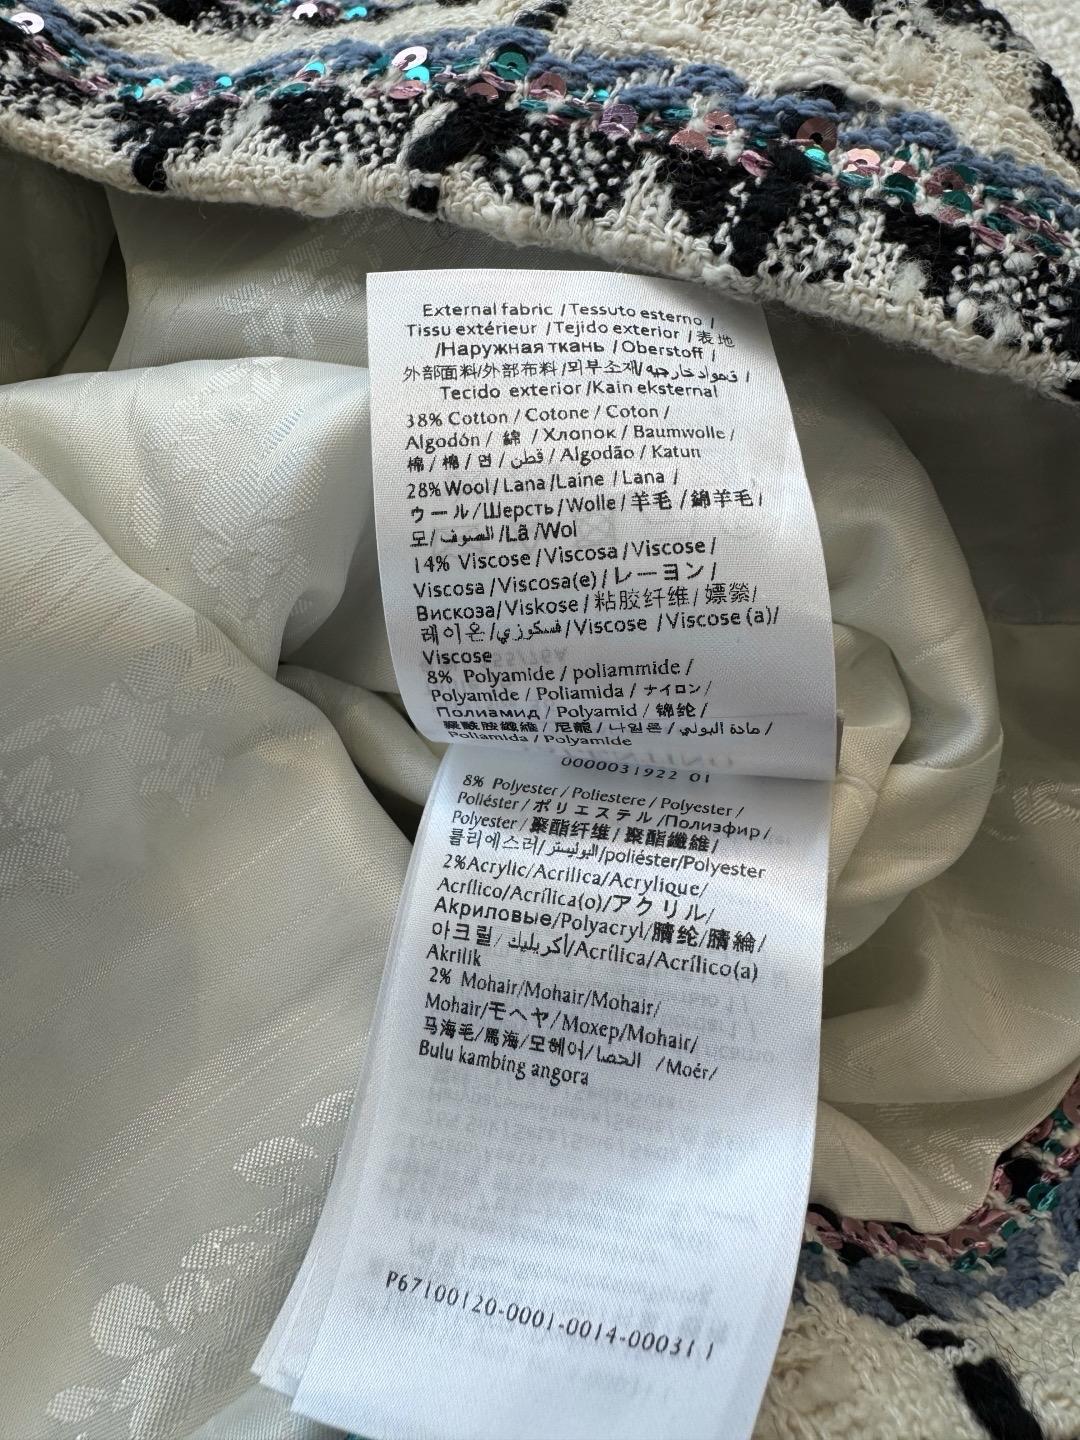 External fabric /Tessuto esterno /
Tissu extérieur /Tejido exterior /表地
/Наружная ткань /Oberstoff /
外部面料/外部布料/외부소재/قمواد خارجيه /
Tecido exterior /Kain eksternal
38% Cotton / Cotone / Coton /
Algodón / 綿 /Хлопок / Baumwolle /
棉 / 棉 / 면 / قطن / Algodão / Katun
28% Wool / Lana /Laine / Lana /
ウール/Шерсть/Wolle/羊毛/綿羊毛/
모/ السوف /Lã /Wol
14% Viscose /Viscosa /Viscose /
Viscosa /Viscosa(e) / レーヨン/
Вискоза/ Viskose /粘胶纤维/ 嫘縈/
레이온/فسكوزي/Viscose /Viscose (a)/
Viscose
8% Polyamide / poliammide /
Polyamide / Poliamida / ナイロン/
Полиамид / Polyamid / 锦纶 /
聚酰胺纖維 / 尼龍 / 나일론 / مادة البولي /
Poliamida / Polyamide
0000031922 01
8% Polyester / Poliestere / Polyester /
Poliéster / ポリエステル /Полиэфир/
Polyester / 聚酯纤维 / 聚酯纖維/
폴리에스러/البوليستر/poliéster/Polyester
2%Acrylic/Acrilica/Acrylique/
Acrílico/Acrílica(o)/アクリル/
Акриловые/Polyacryl/腈纶/腈綸/
아크릴/أكريليك/Acrílica/Acrílico(a)
Akrilik
2% Mohair/Mohair/Mohair/
Mohair/モヘヤ/Мохер/Mohair/
马海毛/馬海/모헤어/الحصا /Moér/
Bulu kambing angora
P67100120-0001-0014-000311